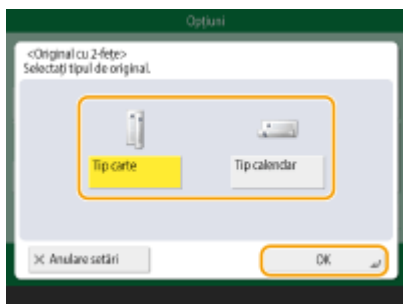 Opțiuni
<Original cu 2-fețe>
Selectați tipul de original.
Tip carte
Tip calendar
Anulare setări
OK